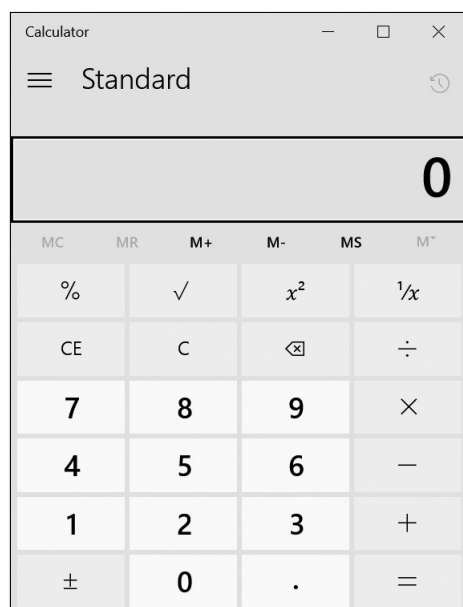 Calculator
Standard
0
MC MR M+ M- MS M˅
% √ x² ¹/x
CE C ⌫ ÷
7 8 9 ×
4 5 6 −
1 2 3 +
± 0 . =